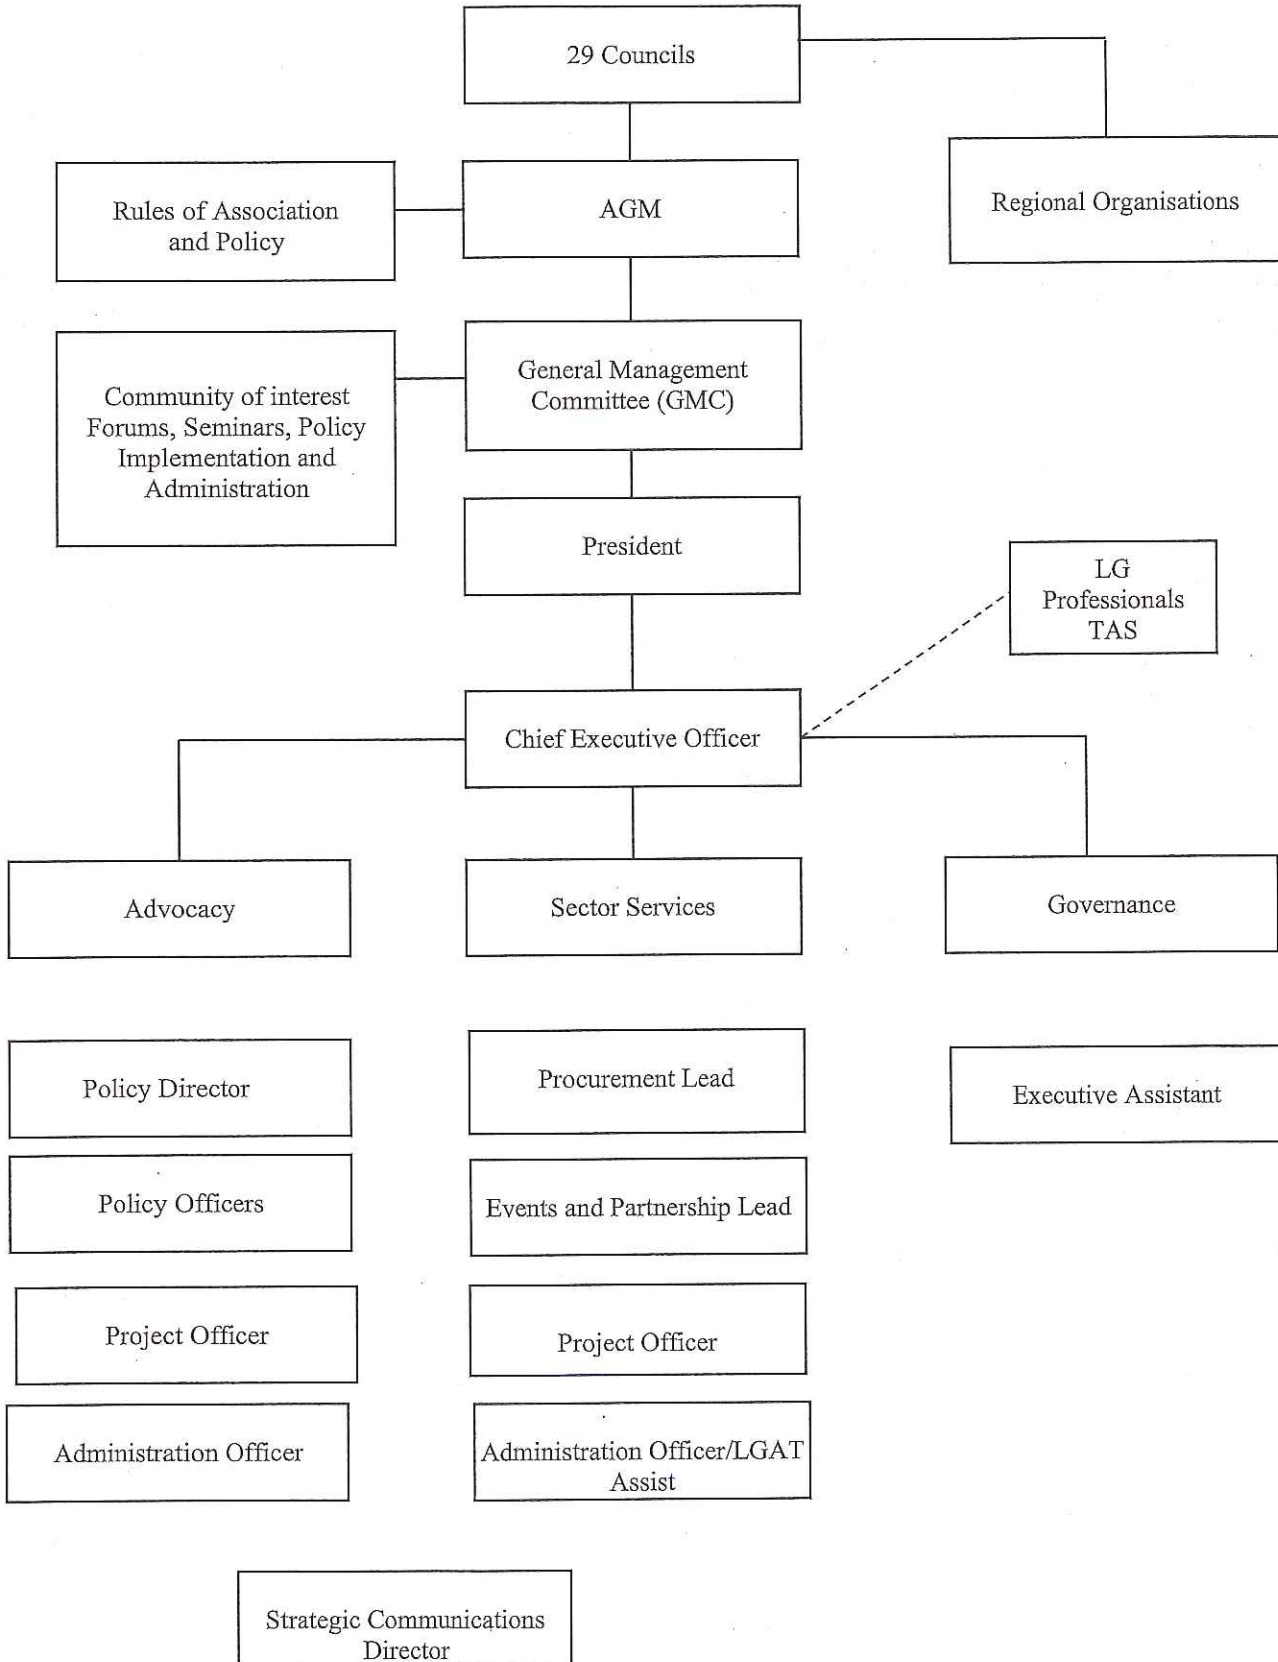 29 Councils
Regional Organisations
Rules of Association
and Policy
AGM
Community of interest
Forums, Seminars, Policy
Implementation and
Administration
General Management
Committee (GMC)
President
LG
Professionals
TAS
Chief Executive Officer
Advocacy
Sector Services
Governance
Policy Director
Procurement Lead
Executive Assistant
Policy Officers
Events and Partnership Lead
Project Officer
Project Officer
Administration Officer
Administration Officer/LGAT
Assist
Strategic Communications
Director